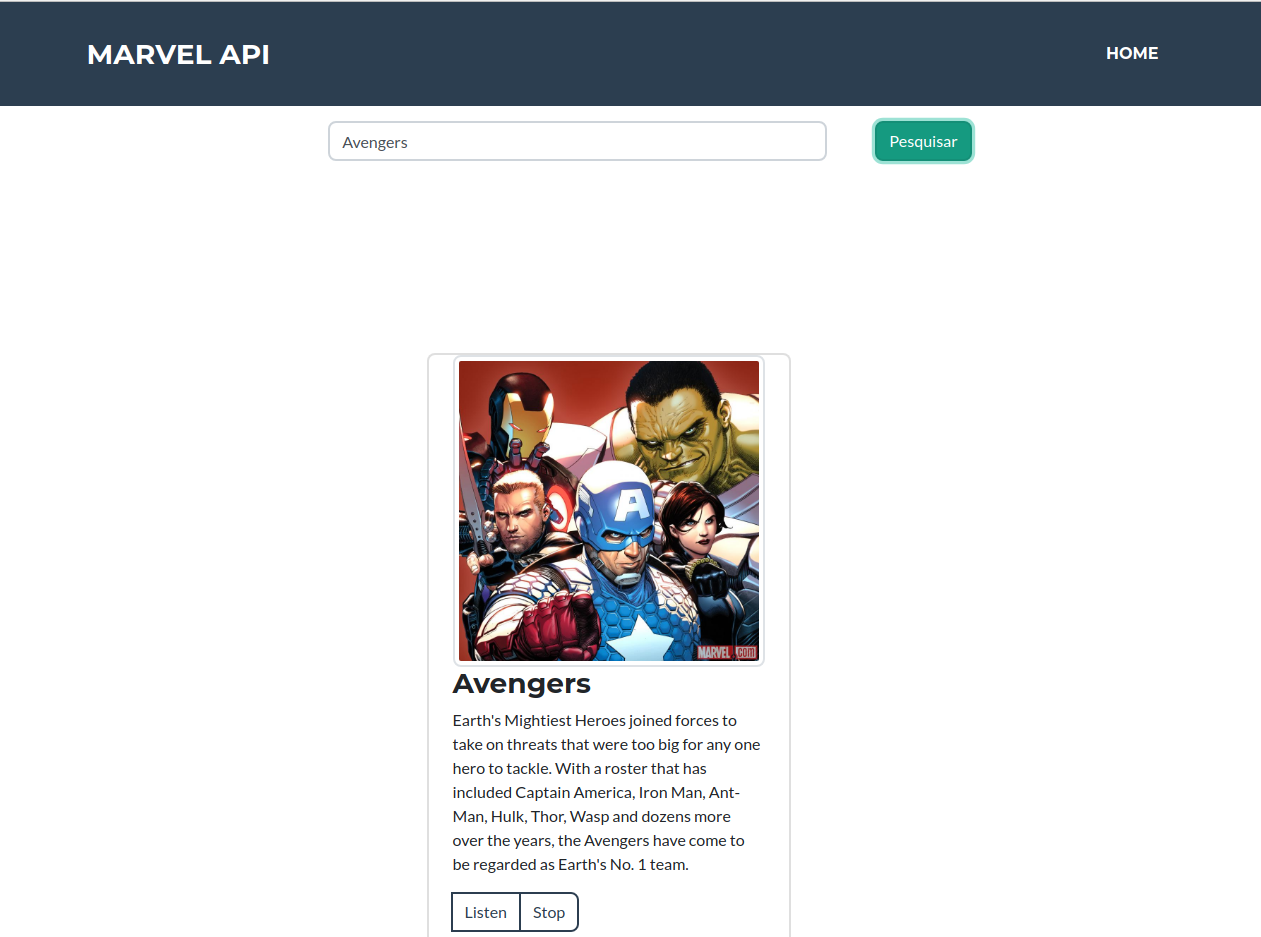 MARVEL API
HOME
Avengers
Pesquisar
A
MARVEL.com
Avengers
Earth's Mightiest Heroes joined forces to
take on threats that were too big for any one
hero to tackle. With a roster that has
included Captain America, Iron Man, Ant-
Man, Hulk, Thor, Wasp and dozens more
over the years, the Avengers have come to
be regarded as Earth's No. 1 team.
Listen
Stop